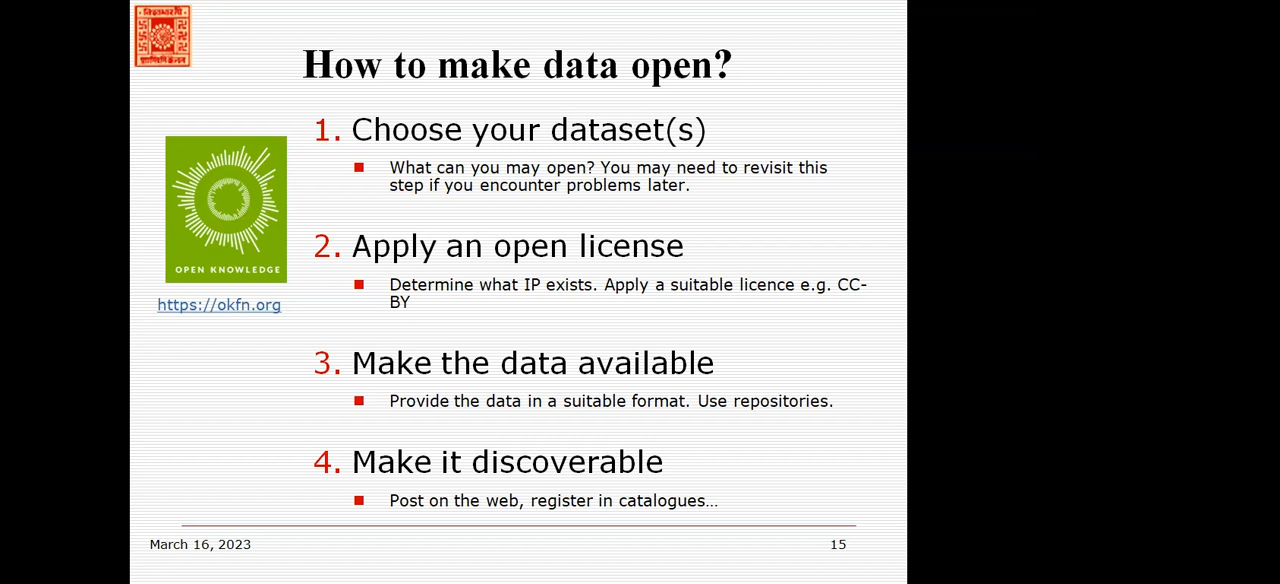 How to make data open?
1. Choose your dataset(s)
What can you may open? You may need to revisit this
step if you encounter problems later.
2. Apply an open license
Determine what IP exists. Apply a suitable licence e.g. CC-
BY
OPEN KNOWLEDGE
https://okfn.org
3. Make the data available
Provide the data in a suitable format. Use repositories.
4. Make it discoverable
Post on the web, register in catalogues…
March 16, 2023
15